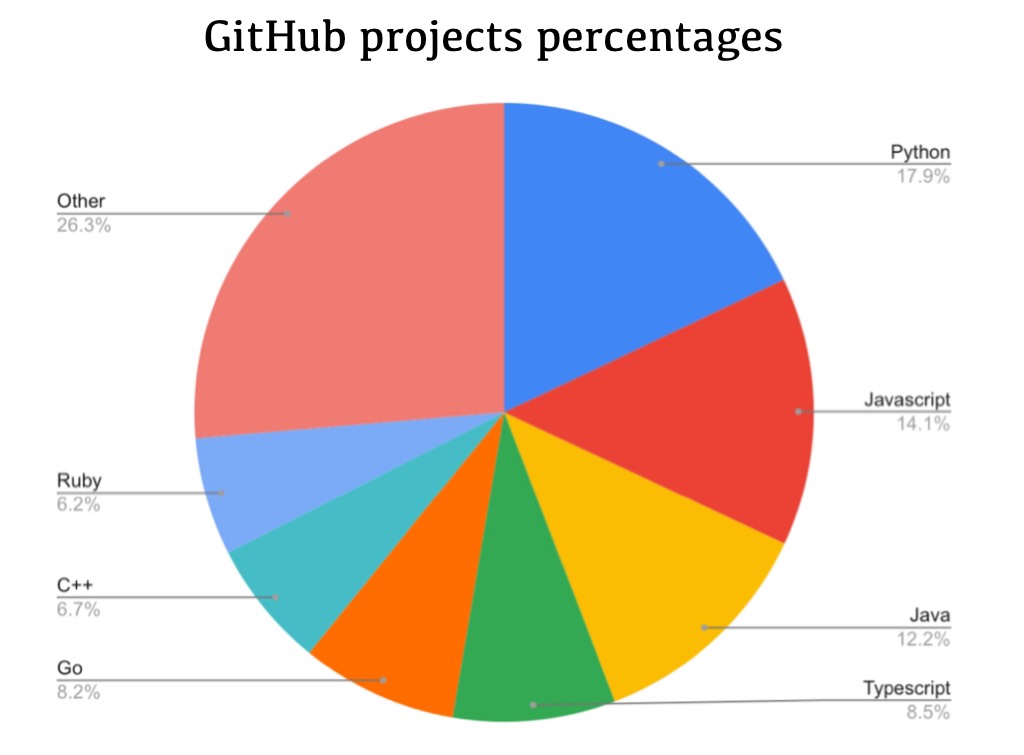 GitHub projects percentages
Python
17.9%
Other
26.3%
Javascript
14.1%
Ruby
6.2%
C++
6.7%
Java
12.2%
Go
8.2%
Typescript
8.5%